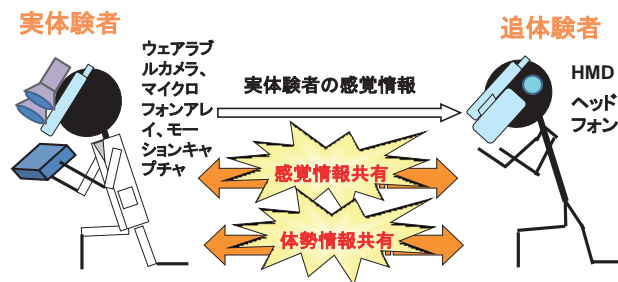 実体験者
追体験者
ウェアラブ
ルカメラ、
マイクロ
フォンアレ
イ、モー
ションキャ
プチャ
実体験者の感覚情報
HMD
ヘッド
フォン
感覚情報共有
体勢情報共有